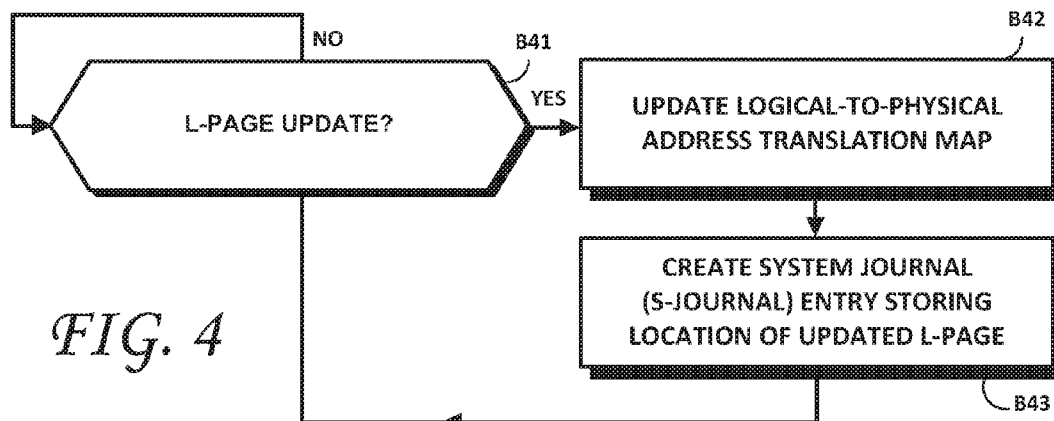 NO
B41
L-PAGE UPDATE?
YES
B42
UPDATE LOGICAL-TO-PHYSICAL
ADDRESS TRANSLATION MAP
CREATE SYSTEM JOURNAL
(S-JOURNAL) ENTRY STORING
LOCATION OF UPDATED L-PAGE
B43
FIG. 4